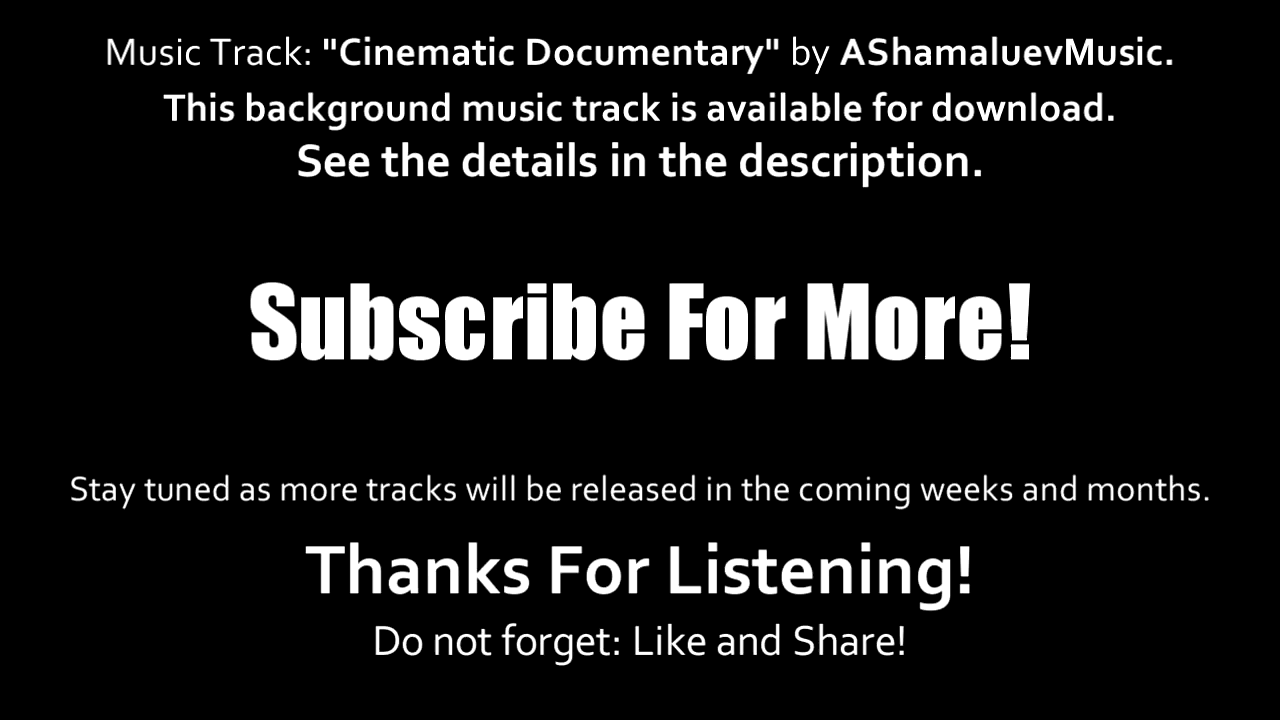 Music Track: "Cinematic Documentary" by AShamaluevMusic.
This background music track is available for download.
See the details in the description.
Subscribe For More!
Stay tuned as more tracks will be released in the coming weeks and months.
Thanks For Listening!
Do not forget: Like and Share!